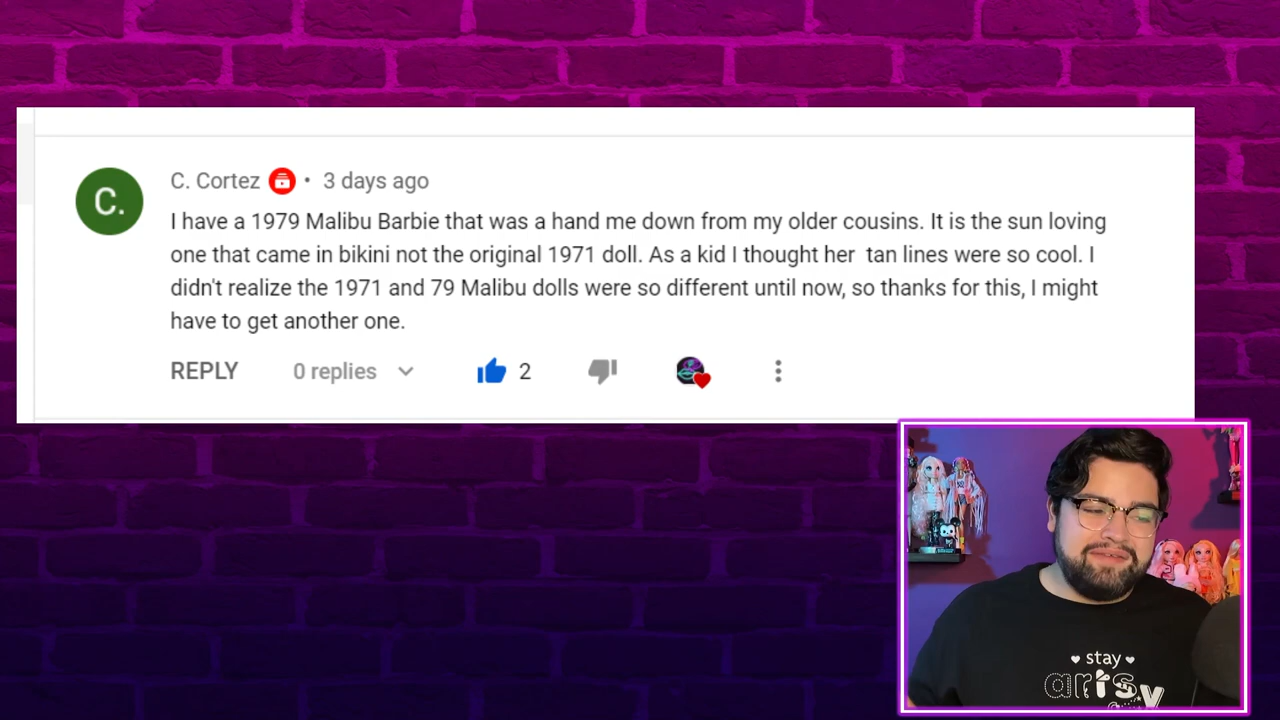 C.
C. Cortez • 3 days ago
I have a 1979 Malibu Barbie that was a hand me down from my older cousins. It is the sun loving
one that came in bikini not the original 1971 doll. As a kid I thought her  tan lines were so cool. I
didn't realize the 1971 and 79 Malibu dolls were so different until now, so thanks for this, I might
have to get another one.
REPLY 0 replies 2
stay
artsy